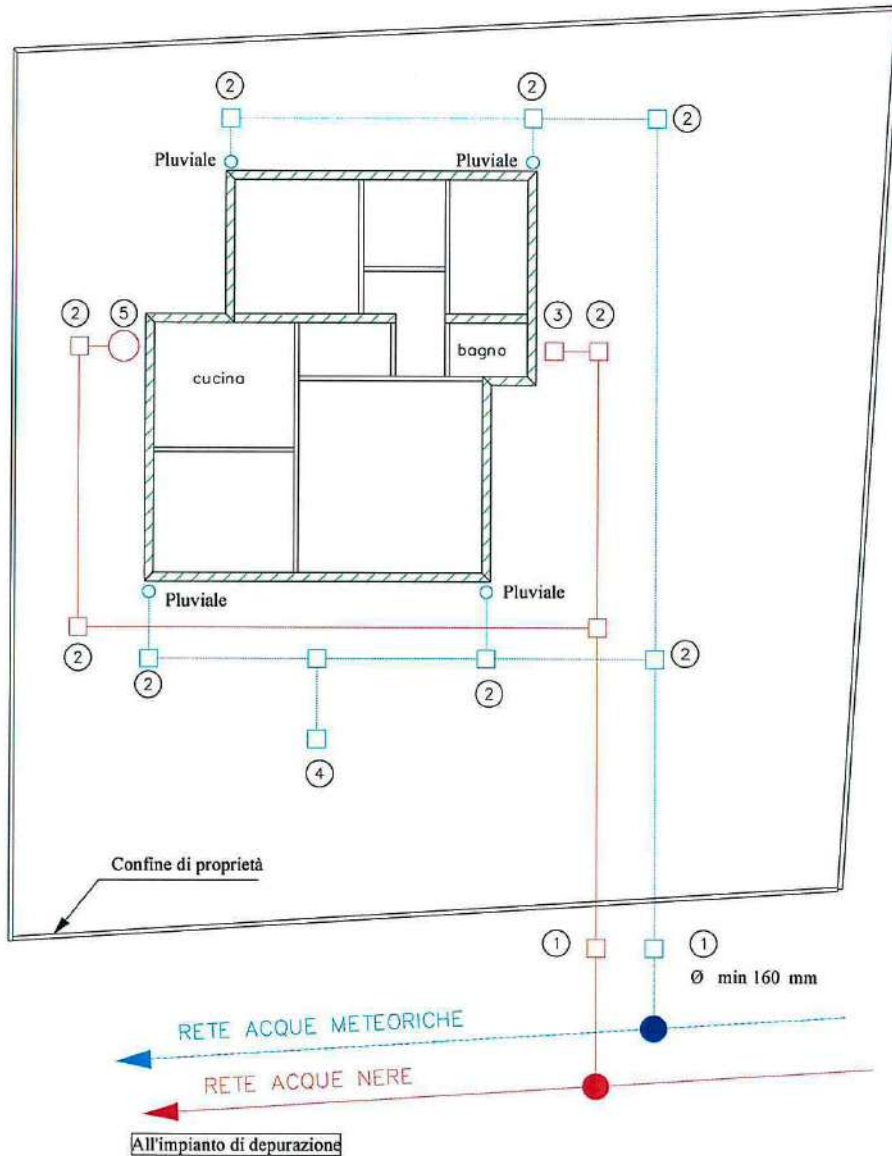 2 2
2
Pluviale Pluviale
2 5 3 2
bagno
cucina
Pluviale Pluviale
2 2 2 2
4
Confine di proprietà
1 1
Ø min 160 mm
RETE ACQUE METEORICHE
RETE ACQUE NERE
All'impianto di depurazione